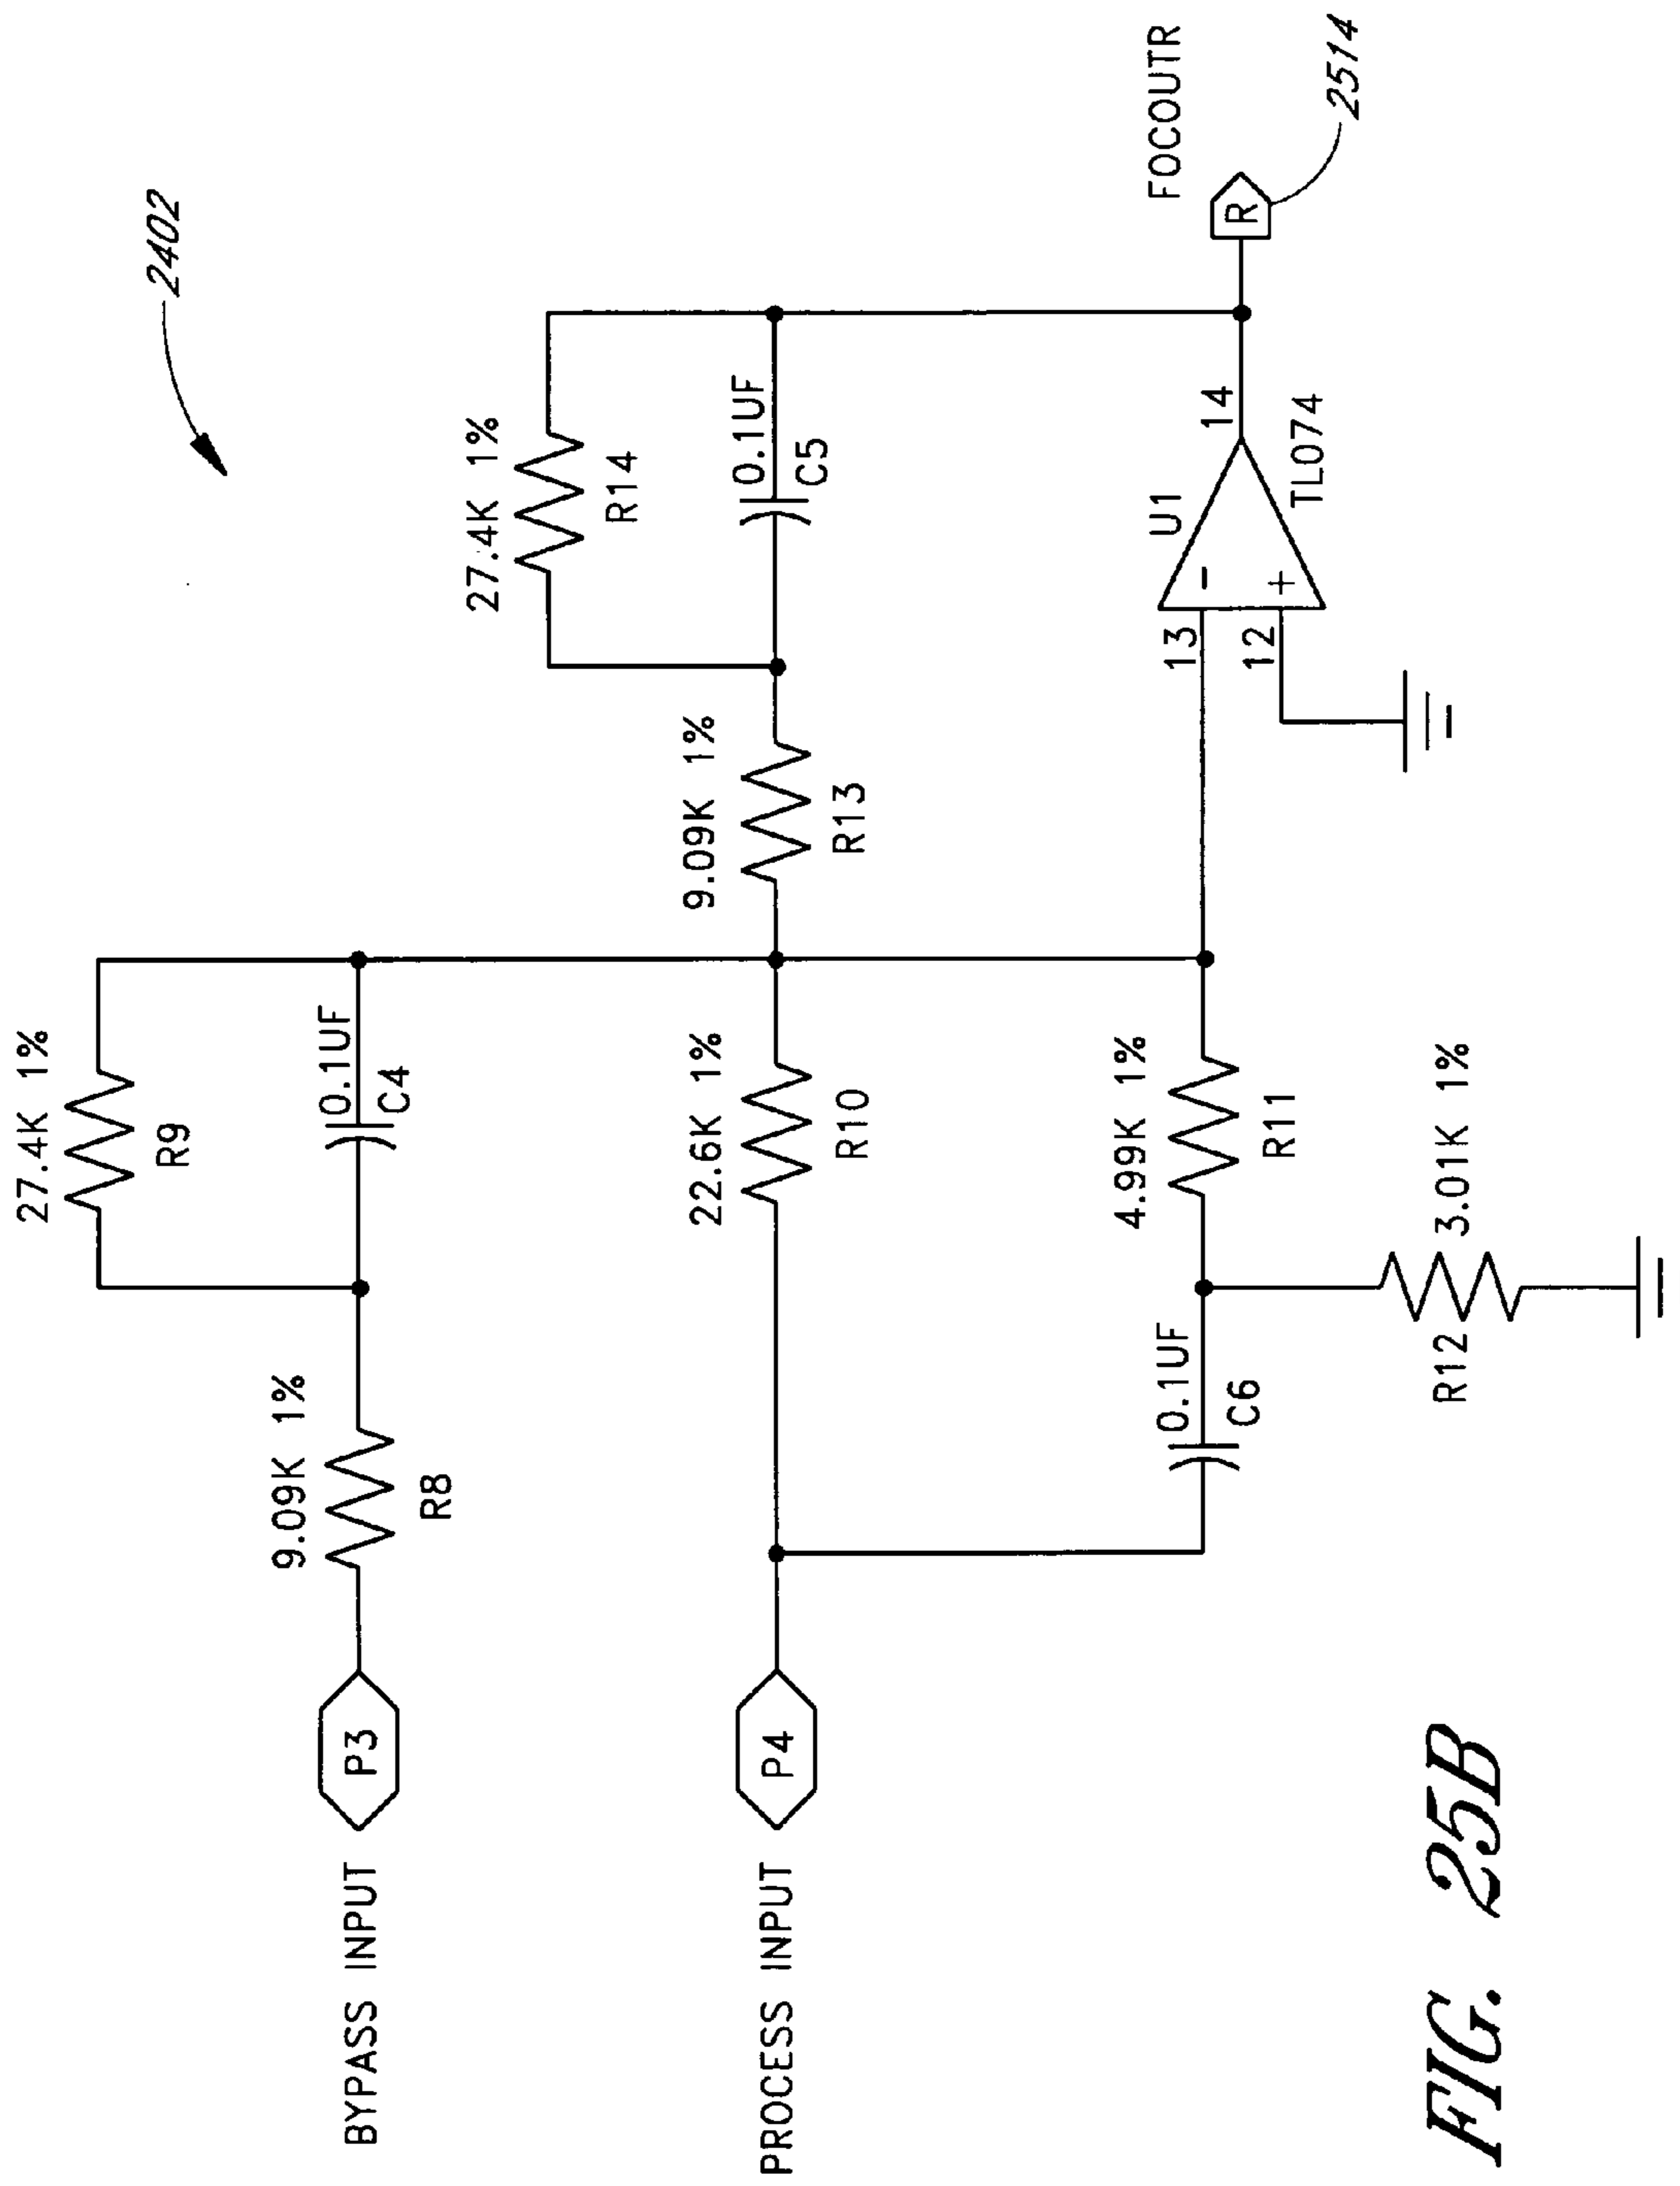 2402
27.4K 1%
R9
0.1UF
C4
9.09K 1%
R8
BYPASS INPUT
P3
27.4K 1%
R14
0.1UF
C5
9.09K 1%
R13
22.6K 1%
R10
PROCESS INPUT
P4
FOCOUTR
R
2514
U1
14
13
12
-
+
TL074
4.99K 1%
R11
0.1UF
C6
R12
3.01K 1%
FIG. 25B